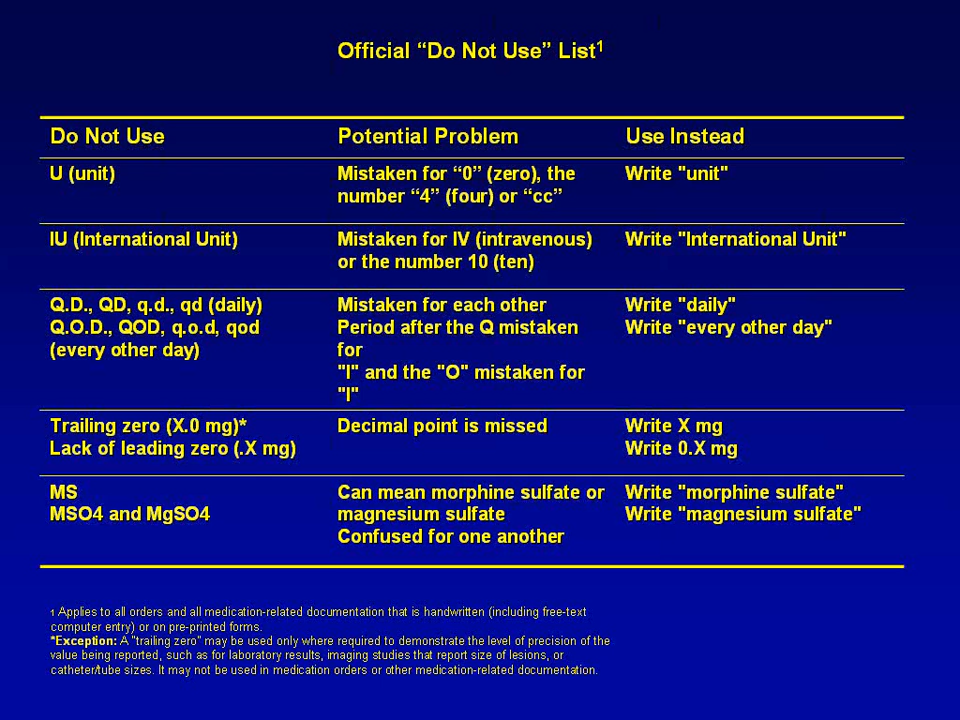 Official “Do Not Use” List1
Do Not Use Potential Problem Use Instead
U (unit) Mistaken for “0” (zero), the Write "unit"
number “4” (four) or “cc”
IU (International Unit) Mistaken for IV (intravenous) Write "International Unit"
or the number 10 (ten)
Q.D., QD, q.d., qd (daily) Mistaken for each other Write "daily"
Q.O.D., QOD, q.o.d, qod Period after the Q mistaken Write "every other day"
(every other day) for
"I" and the "O" mistaken for
"I"
Trailing zero (X.0 mg)* Decimal point is missed Write X mg
Lack of leading zero (.X mg) Write 0.X mg
MS Can mean morphine sulfate or Write "morphine sulfate"
MSO4 and MgSO4 magnesium sulfate Write "magnesium sulfate"
Confused for one another
1 Applies to all orders and all medication-related documentation that is handwritten (including free-text
computer entry) or on pre-printed forms.
*Exception: A "trailing zero" may be used only where required to demonstrate the level of precision of the
value being reported, such as for laboratory results, imaging studies that report size of lesions, or
catheter/tube sizes. It may not be used in medication orders or other medication-related documentation.